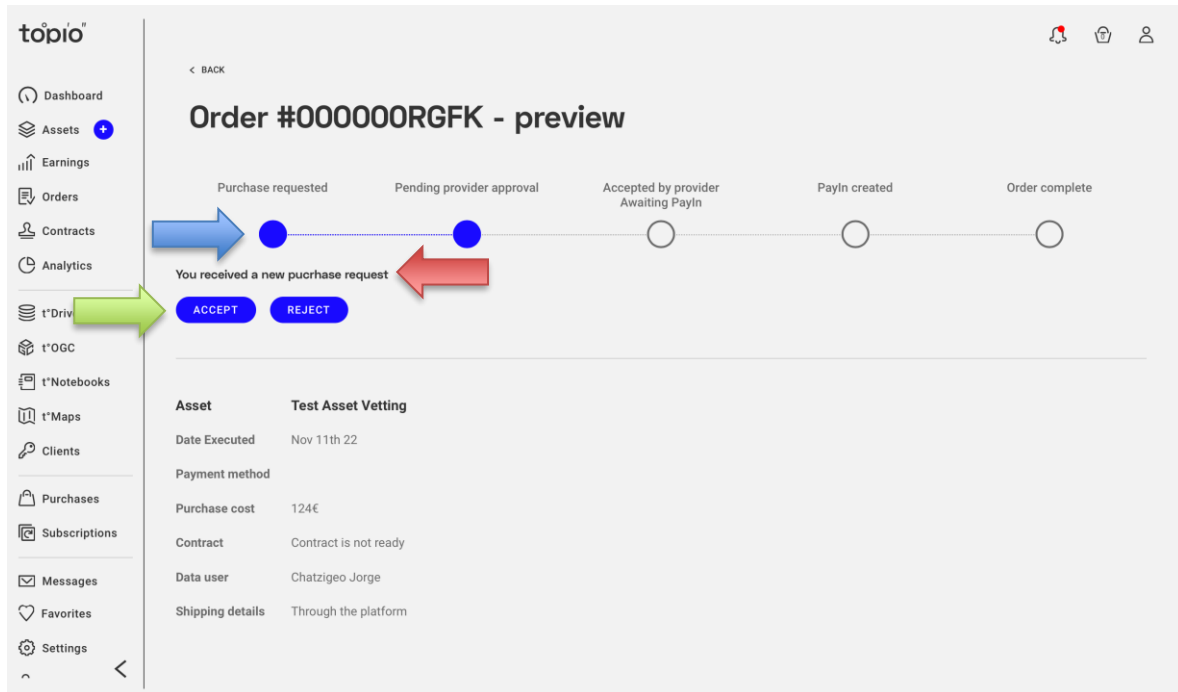 topio
< BACK
Order #000000RGFK - preview
Dashboard
Assets +
Earnings
Orders
Contracts
Analytics
t°Driv
t°OGC
t°Notebooks
t°Maps
Clients
Purchases
Subscriptions
Messages
Favorites
Settings
Purchase requested
Pending provider approval
Accepted by provider
Awaiting PayIn
PayIn created
Order complete
You received a new pucrhase request
ACCEPT REJECT
Asset Test Asset Vetting
Date Executed Nov 11th 22
Payment method
Purchase cost 124€
Contract Contract is not ready
Data user Chatzigeo Jorge
Shipping details Through the platform